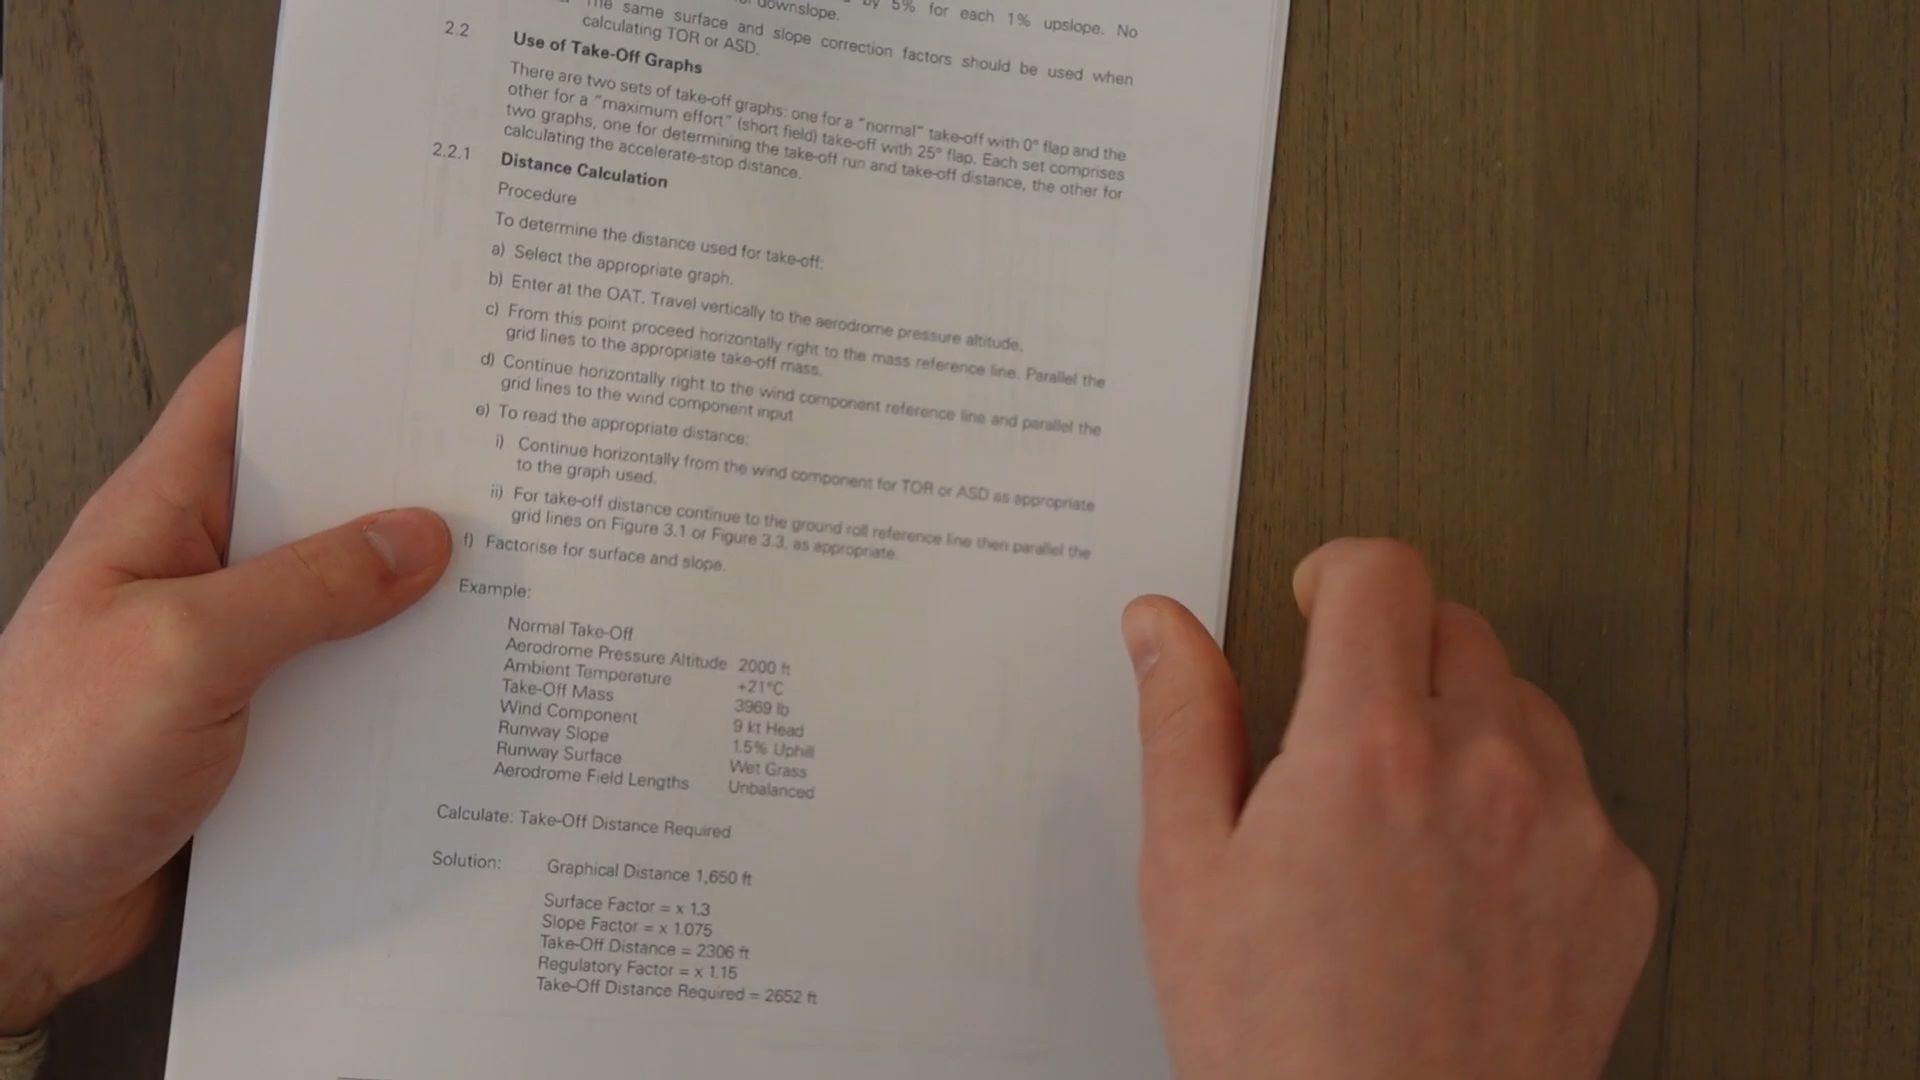 by 5% for each 1% upslope. No
downslope.
The same surface and slope correction factors should be used when
calculating TOR or ASD.
2.2 Use of Take-Off Graphs
There are two sets of take-off graphs: one for a "normal" take-off with 0° flap and the
other for a "maximum effort" (short field) take-off with 25° flap. Each set comprises
two graphs, one for determining the take-off run and take-off distance, the other for
calculating the accelerate-stop distance.
2.2.1 Distance Calculation
Procedure
To determine the distance used for take-off:
a) Select the appropriate graph.
b) Enter at the OAT. Travel vertically to the aerodrome pressure altitude.
c) From this point proceed horizontally right to the mass reference line. Parallel the
grid lines to the appropriate take-off mass.
d) Continue horizontally right to the wind component reference line and parallel the
grid lines to the wind component input
e) To read the appropriate distance:
i) Continue horizontally from the wind component for TOR or ASD as appropriate
to the graph used.
ii) For take-off distance continue to the ground roll reference line then parallel the
grid lines on Figure 3.1 or Figure 3.3, as appropriate.
f) Factorise for surface and slope.
Example:
Normal Take-Off
Aerodrome Pressure Altitude 2000 ft
Ambient Temperature +21°C
Take-Off Mass 3969 lb
Wind Component 9 kt Head
Runway Slope 1.5% Uphill
Runway Surface Wet Grass
Aerodrome Field Lengths Unbalanced
Calculate: Take-Off Distance Required
Solution: Graphical Distance 1,650 ft
Surface Factor = x 1.3
Slope Factor = x 1.075
Take-Off Distance = 2306 ft
Regulatory Factor = x 1.15
Take-Off Distance Required = 2652 ft